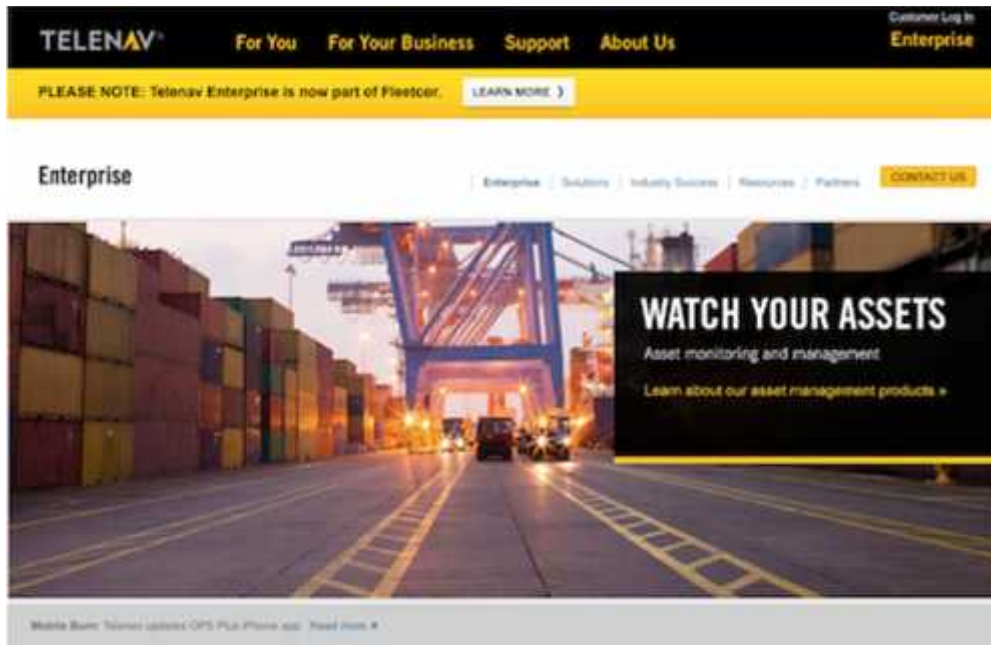 Customer Log In
TELENAV For You For Your Business Support About Us Enterprise
PLEASE NOTE: Telenav Enterprise is now part of Fleetcor. LEARN MORE ❯
Enterprise | Enterprise | Solutions | Industry Success | Resources | Partners CONTACT US
WATCH YOUR ASSETS
Asset monitoring and management
Learn about our asset management products »
Mobile Burn: Telenav updates GPS Plus iPhone app Read more